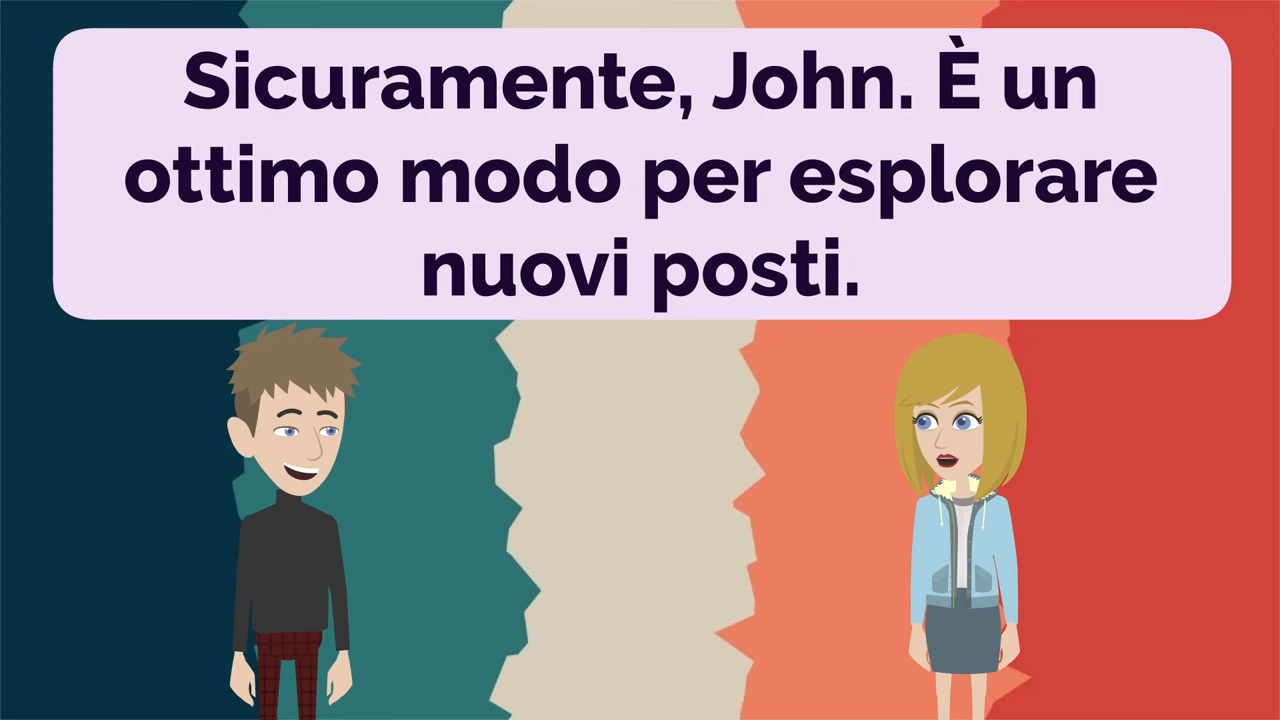 Sicuramente, John. È un
ottimo modo per esplorare
nuovi posti.